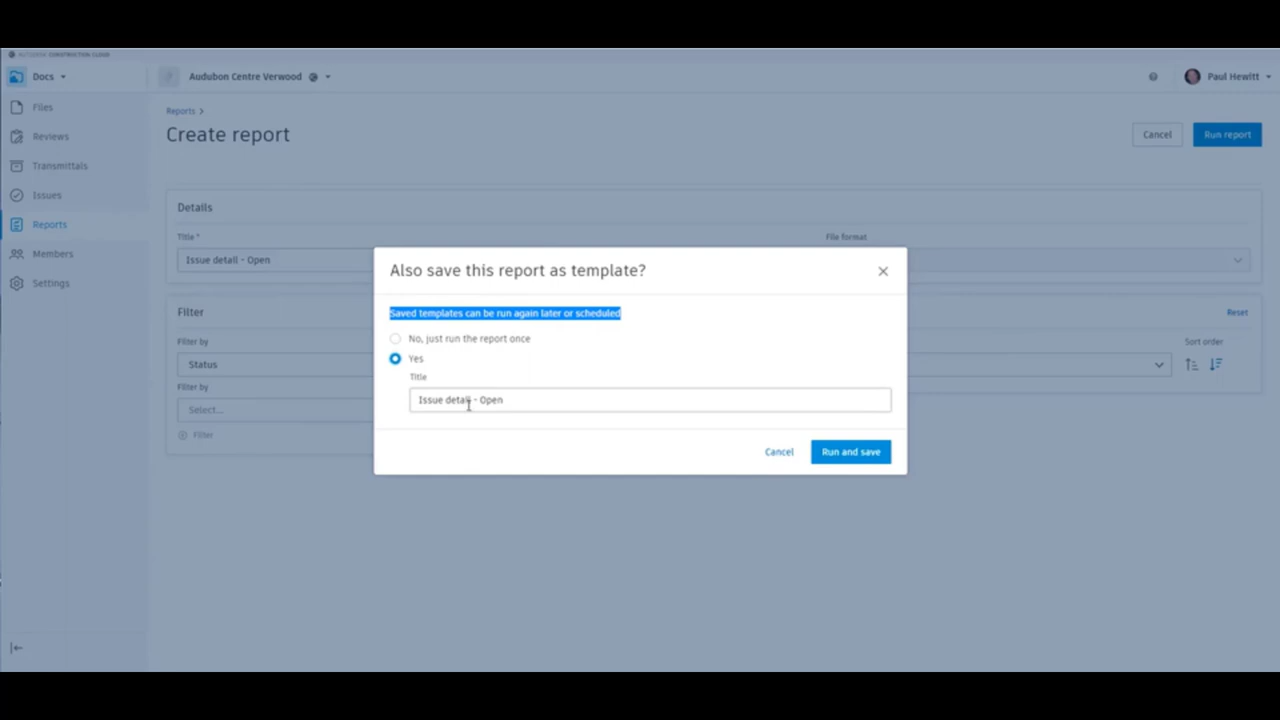 AUTODESK CONSTRUCTION CLOUD
Docs
Audubon Centre Verwood
Paul Hewitt
Files
Reviews
Transmittals
Issues
Reports
Members
Settings
Reports >
Create report
Cancel
Run report
Details
Title *
File format
Issue detail - Open
Filter
Reset
Filter by
Sort order
Status
Filter by
Select...
Filter
Also save this report as template?
Saved templates can be run again later or scheduled
No, just run the report once
Yes
Title
Issue detail - Open
Cancel
Run and save